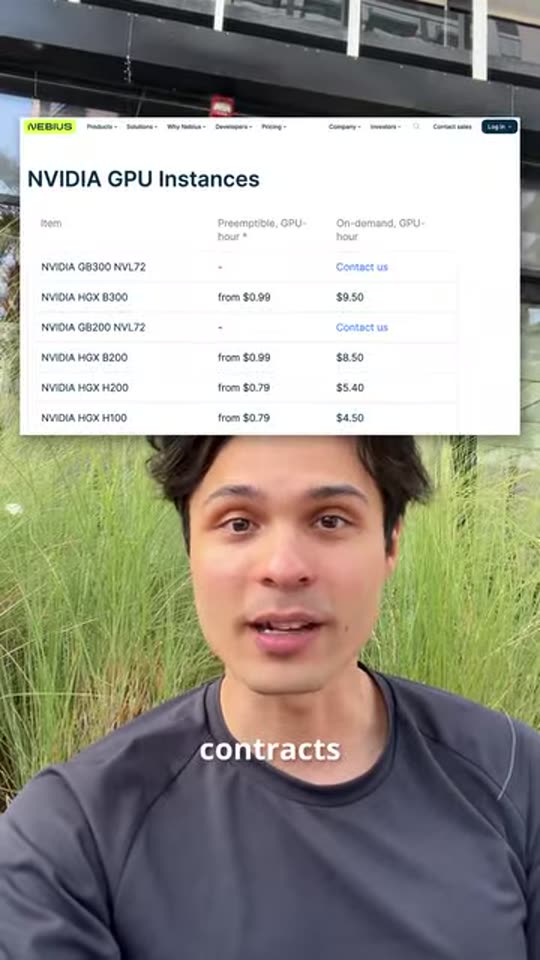 NEBIUS Products Solutions Why Nebius Developers Pricing Company Investors Contact sales Log in
NVIDIA GPU Instances
Item Preemptible, GPU-hour * On-demand, GPU-hour
NVIDIA GB300 NVL72 - Contact us
NVIDIA HGX B300 from $0.99 $9.50
NVIDIA GB200 NVL72 - Contact us
NVIDIA HGX B200 from $0.99 $8.50
NVIDIA HGX H200 from $0.79 $5.40
NVIDIA HGX H100 from $0.79 $4.50
contracts